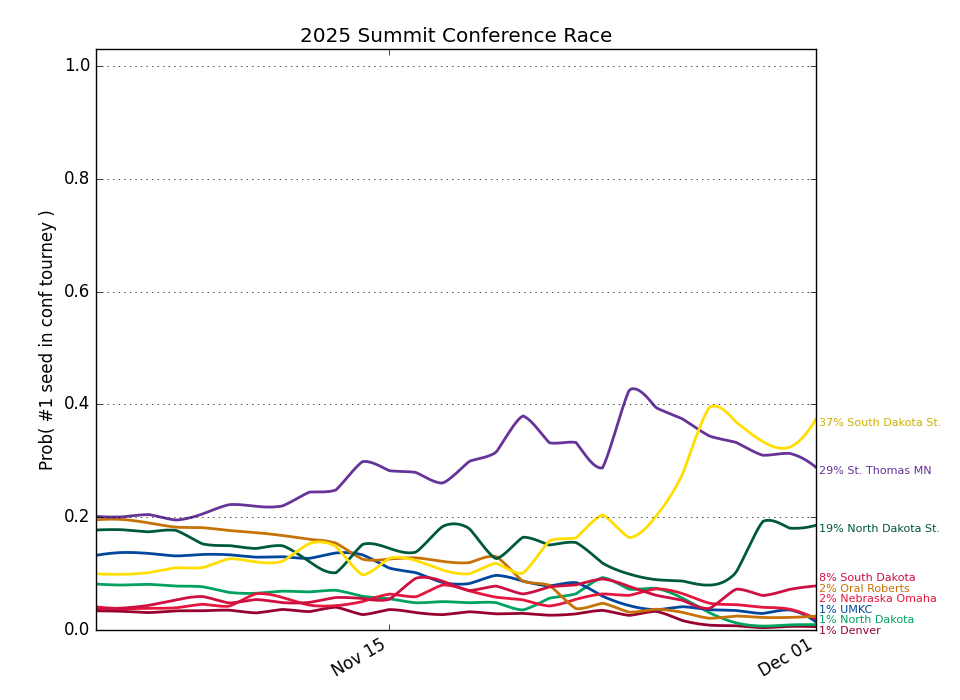 2025 Summit Conference Race
Prob( #1 seed in conf tourney )
1.0
0.8
0.6
0.4
0.2
0.0
Nov 15
Dec 01
37% South Dakota St.
29% St. Thomas MN
19% North Dakota St.
8% South Dakota
2% Oral Roberts
2% Nebraska Omaha
1% UMKC
1% North Dakota
1% Denver